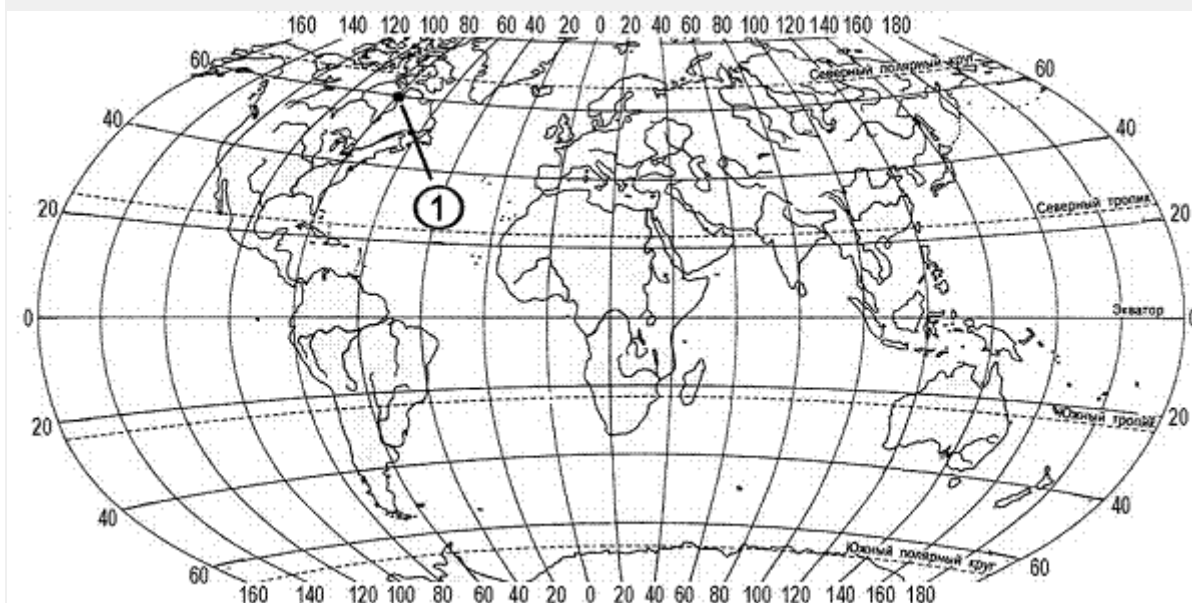 160 140 120 100 80 60 40 20 0 20 40 60 80 100 120 140 160 180
60 Северный полярный круг 60
40 40
1
20 Северный тропик 20
0 Экватор 0
20 Южный тропик 20
40 40
60 Южный полярный круг 60
160 140 120 100 80 60 40 20 0 20 40 60 80 100 120 140 160 180